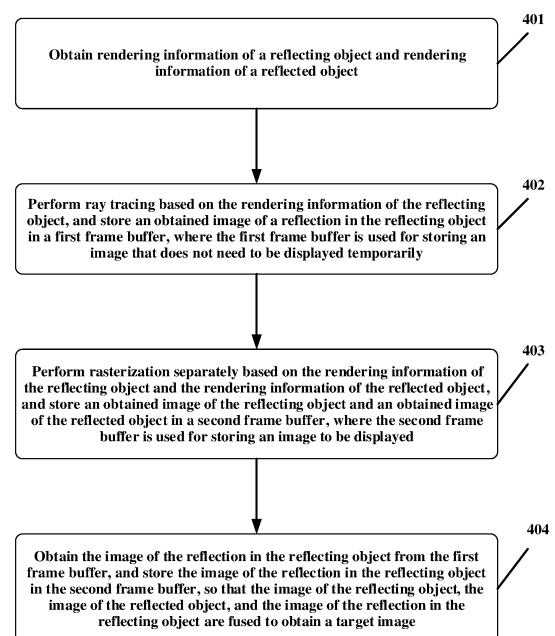 401
Obtain rendering information of a reflecting object and rendering
information of a reflected object
402
Perform ray tracing based on the rendering information of the reflecting
object, and store an obtained image of a reflection in the reflecting object
in a first frame buffer, where the first frame buffer is used for storing an
image that does not need to be displayed temporarily
403
Perform rasterization separately based on the rendering information of
the reflecting object and the rendering information of the reflected object,
and store an obtained image of the reflecting object and an obtained image
of the reflected object in a second frame buffer, where the second frame
buffer is used for storing an image to be displayed
404
Obtain the image of the reflection in the reflecting object from the first
frame buffer, and store the image of the reflection in the reflecting object
in the second frame buffer, so that the image of the reflecting object, the
image of the reflected object, and the image of the reflection in the
reflecting object are fused to obtain a target image